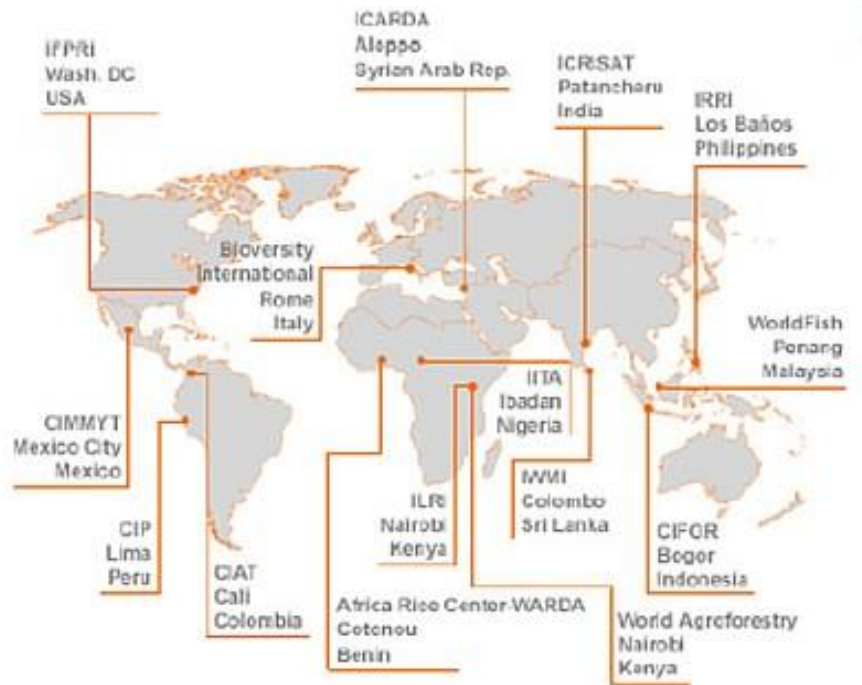 IFPRI
Wash. DC
USA
ICARDA
Aleppo
Syrian Arab Rep.
ICRISAT
Patancheru
India
IRRI
Los Baños
Philippines
Bioversity
International
Rome
Italy
WorldFish
Penang
Malaysia
CIMMYT
Mexico City
Mexico
IITA
Ibadan
Nigeria
CIP
Lima
Peru
CIAT
Cali
Colombia
ILRI
Nairobi
Kenya
IWMI
Colombo
Sri Lanka
CIFOR
Bogor
Indonesia
Africa Rice Center-WARDA
Cotonou
Benin
World Agroforestry
Nairobi
Kenya